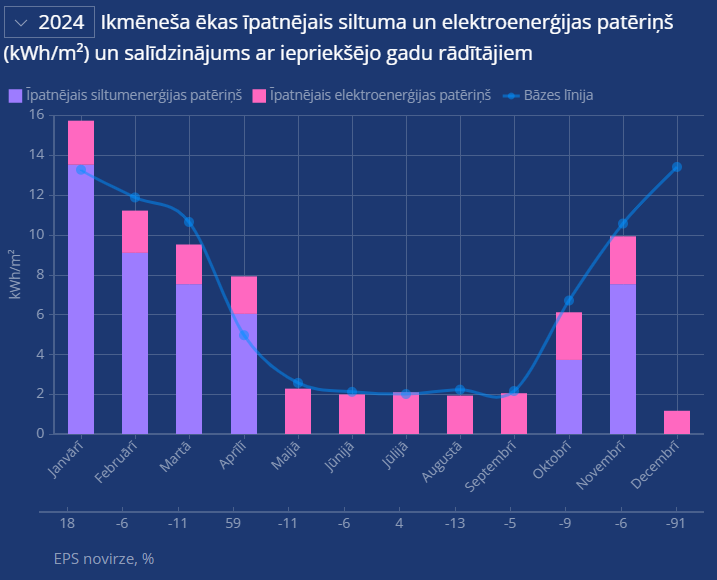 2024 Ikmēneša ēkas īpatnējais siltuma un elektroenerģijas patēriņš
(kWh/m²) un salīdzinājums ar iepriekšējo gadu rādītājiem
Īpatnējais siltumenerģijas patēriņš Īpatnējais elektroenerģijas patēriņš Bāzes līnija
16
14
12
10
8
6
4
2
0
kWh/m²
Janvārī Februārī Martā Aprīlī Maijā Jūnijā Jūlijā Augustā Septembrī Oktobrī Novembrī Decembrī
18 -6 -11 59 -11 -6 4 -13 -5 -9 -6 -91
EPS novirze, %